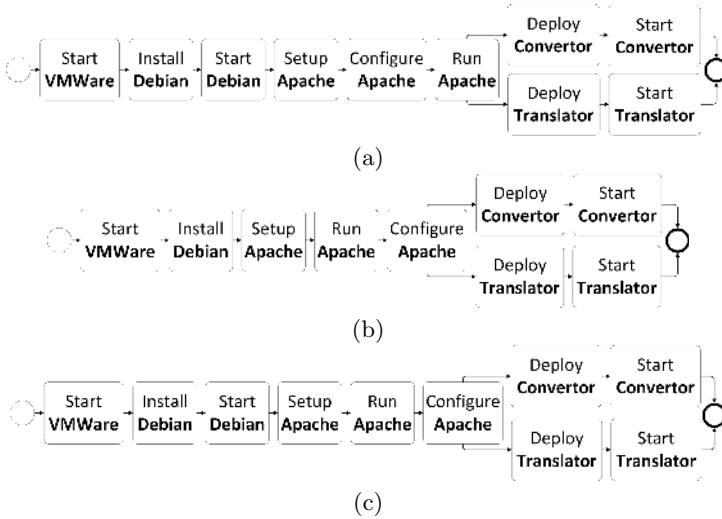 Start
VMWare
Install
Debian
Start
Debian
Setup
Apache
Configure
Apache
Run
Apache
Deploy
Convertor
Start
Convertor
Deploy
Translator
Start
Translator
(a)
Start
VMWare
Install
Debian
Setup
Apache
Run
Apache
Configure
Apache
Deploy
Convertor
Start
Convertor
Deploy
Translator
Start
Translator
(b)
Start
VMWare
Install
Debian
Start
Debian
Setup
Apache
Run
Apache
Configure
Apache
Deploy
Convertor
Start
Convertor
Deploy
Translator
Start
Translator
(c)